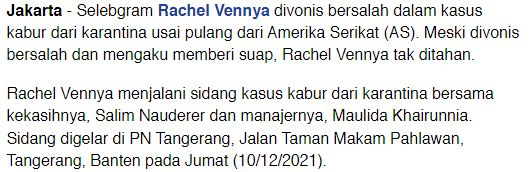 Jakarta - Selebgram Rachel Vennya divonis bersalah dalam kasus
kabur dari karantina usai pulang dari Amerika Serikat (AS). Meski divonis
bersalah dan mengaku memberi suap, Rachel Vennya tak ditahan.
Rachel Vennya menjalani sidang kasus kabur dari karantina bersama
kekasihnya, Salim Nauderer dan manajernya, Maulida Khairunnia.
Sidang digelar di PN Tangerang, Jalan Taman Makam Pahlawan,
Tangerang, Banten pada Jumat (10/12/2021).